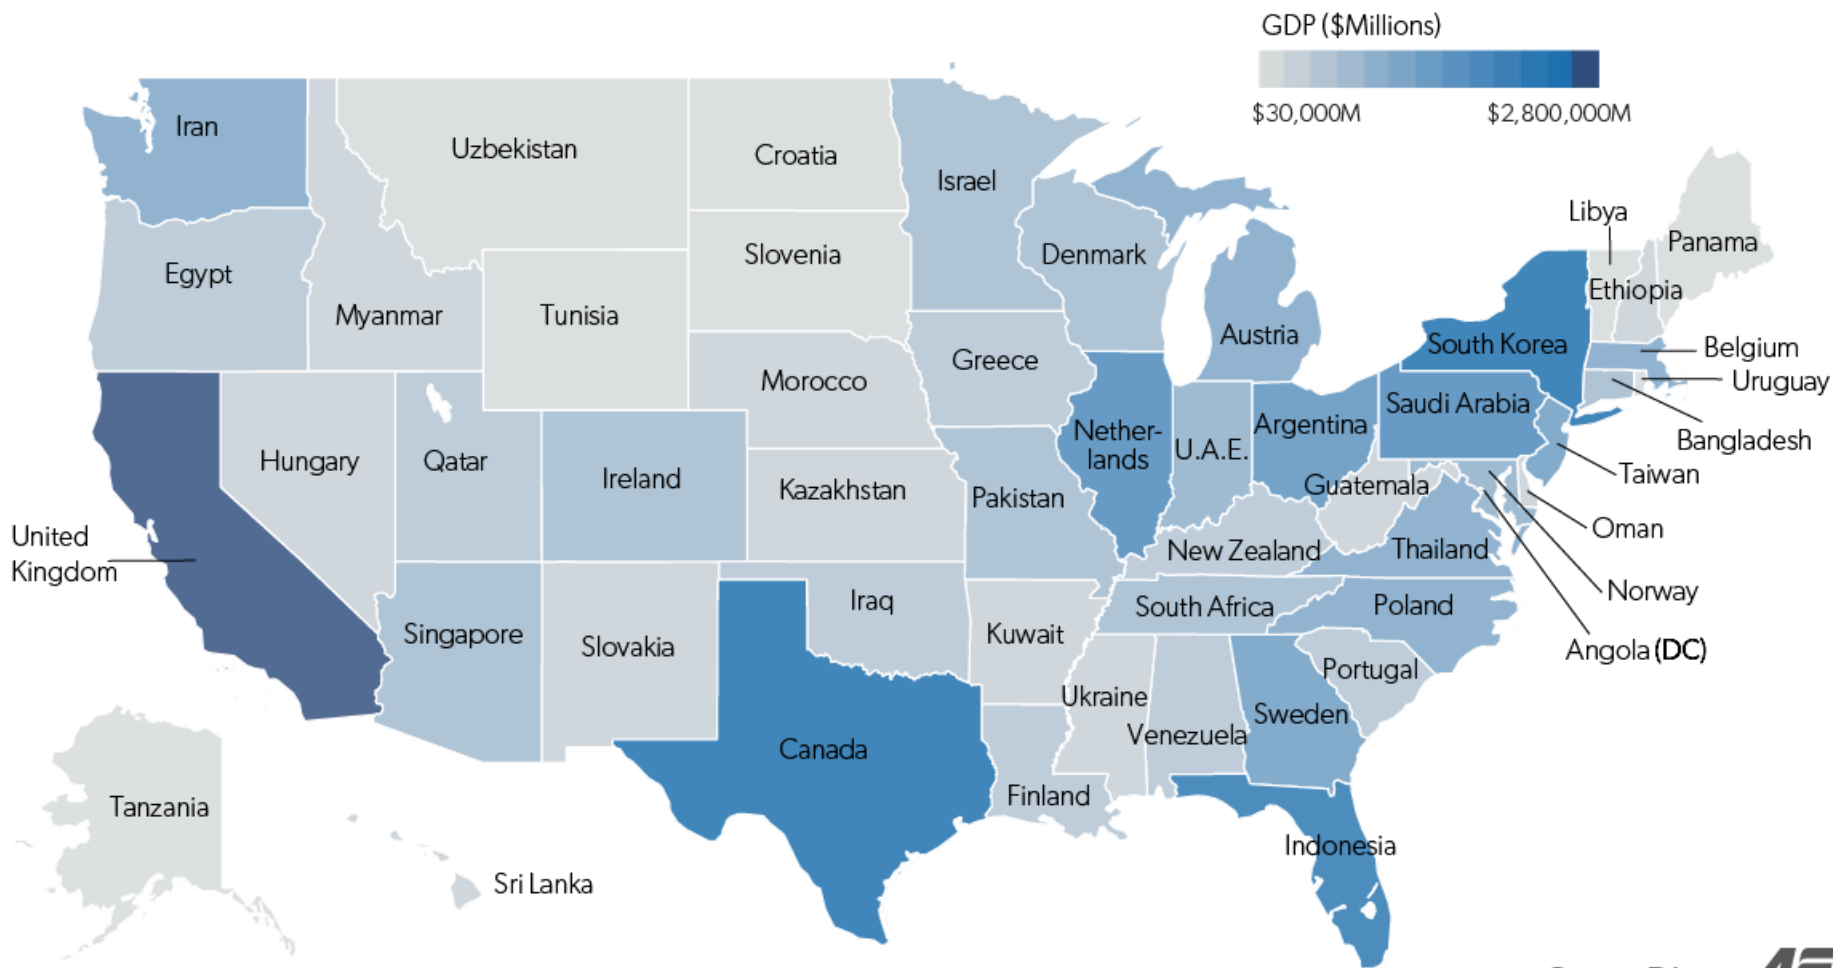 GDP ($Millions)
$30,000M
$2,800,000M
Iran
Uzbekistan
Croatia
Israel
Libya
Panama
Slovenia
Denmark
Egypt
Ethiopia
Myanmar
Tunisia
Austria
South Korea
Belgium
Greece
Morocco
Uruguay
Saudi Arabia
Argentina
Nether-
lands
U.A.E.
Bangladesh
Hungary
Qatar
Ireland
Kazakhstan
Pakistan
Guatemala
Taiwan
Oman
United
Kingdom
New Zealand
Thailand
Norway
Singapore
Slovakia
Iraq
Kuwait
South Africa
Poland
Angola (DC)
Portugal
Ukraine
Venezuela
Sweden
Canada
Finland
Tanzania
Indonesia
Sri Lanka